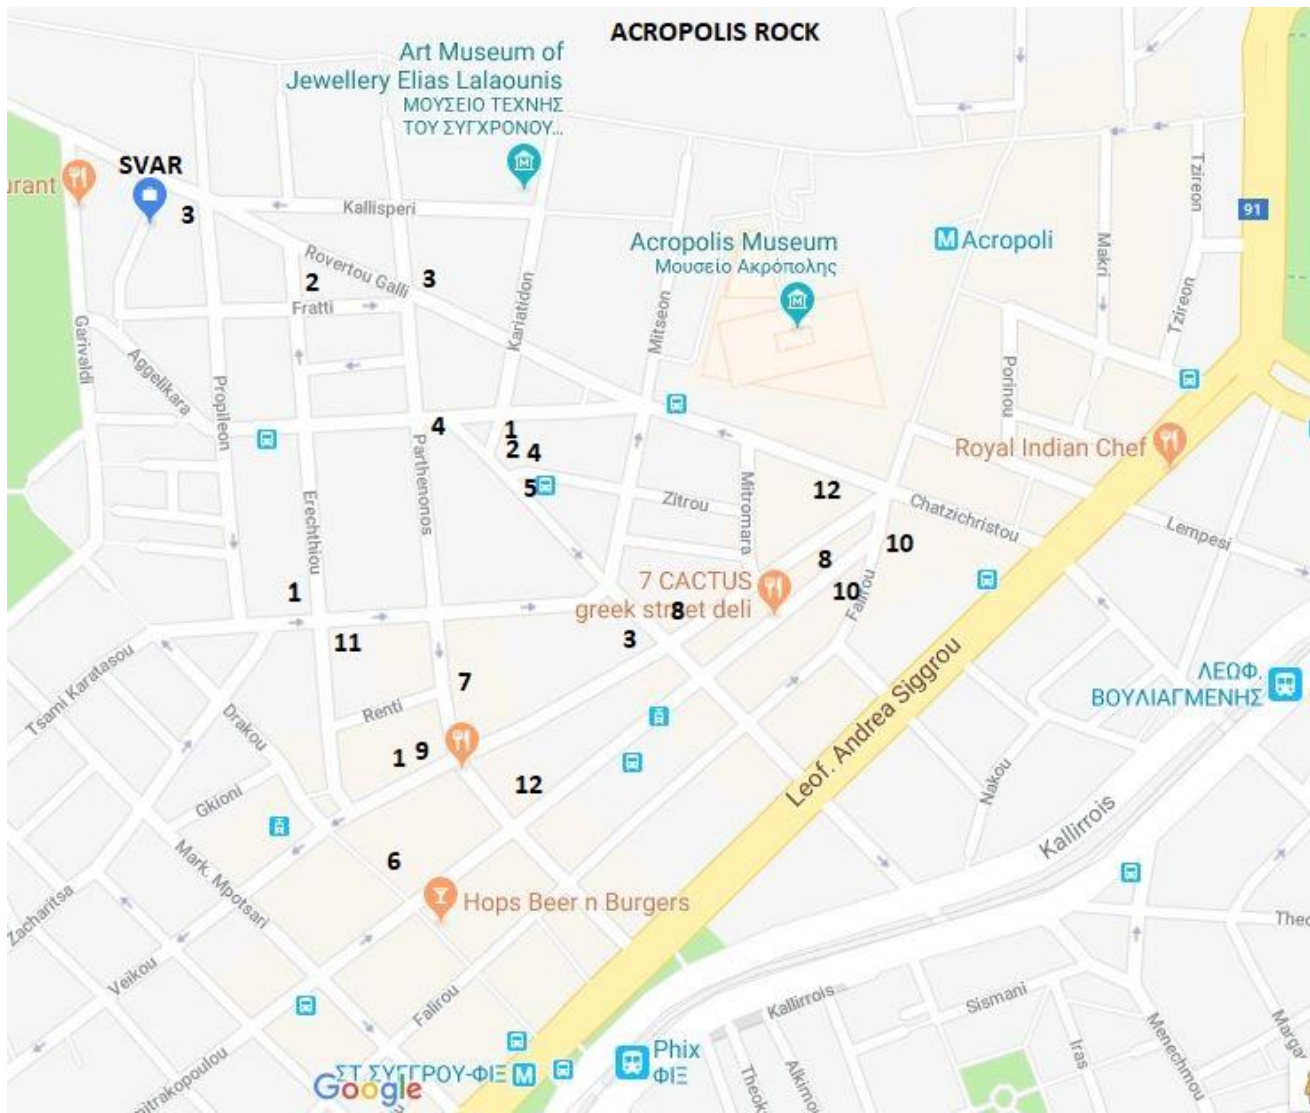 ACROPOLIS ROCK
Art Museum of
Jewellery Elias Lalaounis
ΜΟΥΣΕΙΟ ΤΕΧΝΗΣ
ΤΟΥ ΣΥΓΧΡΟΝΟΥ...
SVAR
urant
3
Kallisperi
Tzireon
91
Acropolis Museum
Μουσείο Ακρόπολης
M Acropoli
Makri
Rovertou Galli
2
3
Fratti
Kariatidon
Mitseon
Tzireon
Garivaldi
Aggelikara
Propileon
Porinou
4
1
2 4
5
Parthenonos
Royal Indian Chef
Erechthiou
Zitrou
Mitromara
12
Chatzichristou
Lempesi
10
8
7 CACTUS
greek street deli
10
8
Falirou
1
3
11
Tsami Karatasou
7
Renti
Drakou
Leof. Andrea Siggrou
ΛΕΩΦ.
ΒΟΥΛΙΑΓΜΕΝΗΣ
1 9
12
Gkioni
Nakou
Kallirrois
6
Mark. Mpotsari
Hops Beer n Burgers
Zacharitsa
Theo
Veikou
Falirou
Kallirrois
Sismani
Menechmou
Marga
Iras
Phix
ΦΙΞ
ΣΤ.ΣΥΓΓΡΟΥ-ΦΙΞ M
Google
mitrakopoulou
Theok
Alkimo